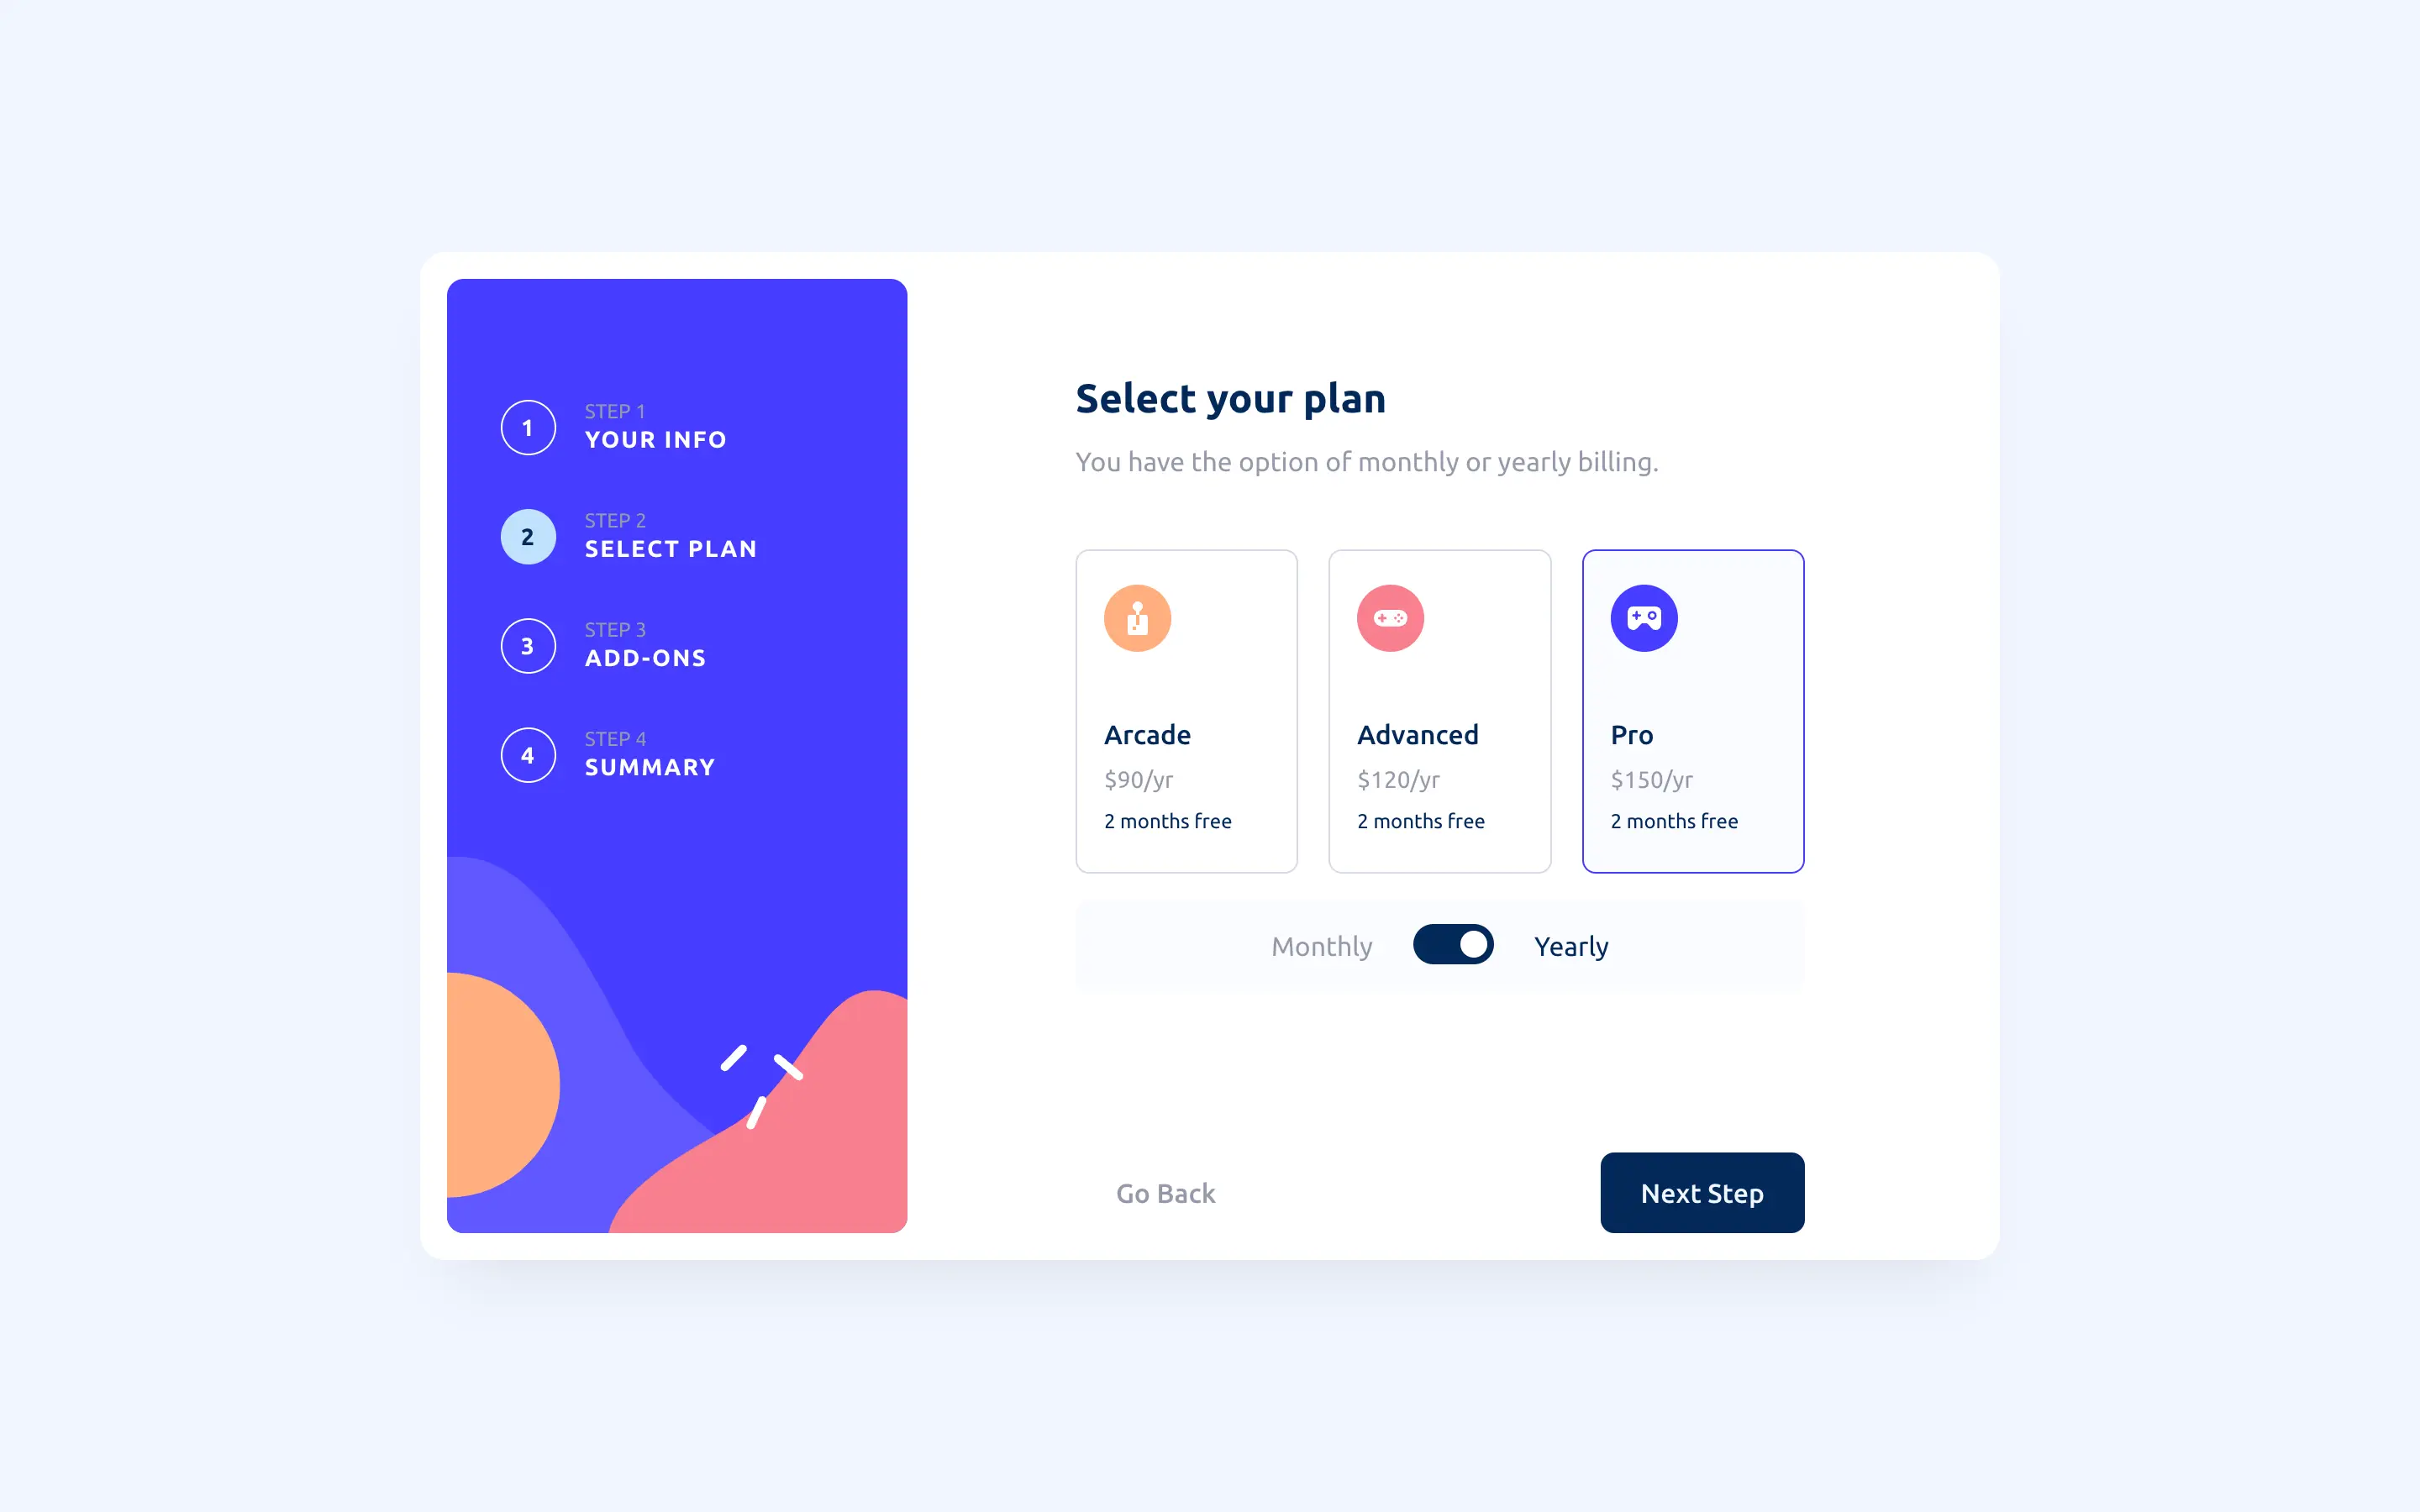 1
STEP 1
YOUR INFO
2
STEP 2
SELECT PLAN
3
STEP 3
ADD-ONS
4
STEP 4
SUMMARY
Select your plan
You have the option of monthly or yearly billing.
Arcade
$90/yr
2 months free
Advanced
$120/yr
2 months free
Pro
$150/yr
2 months free
Monthly
Yearly
Go Back
Next Step